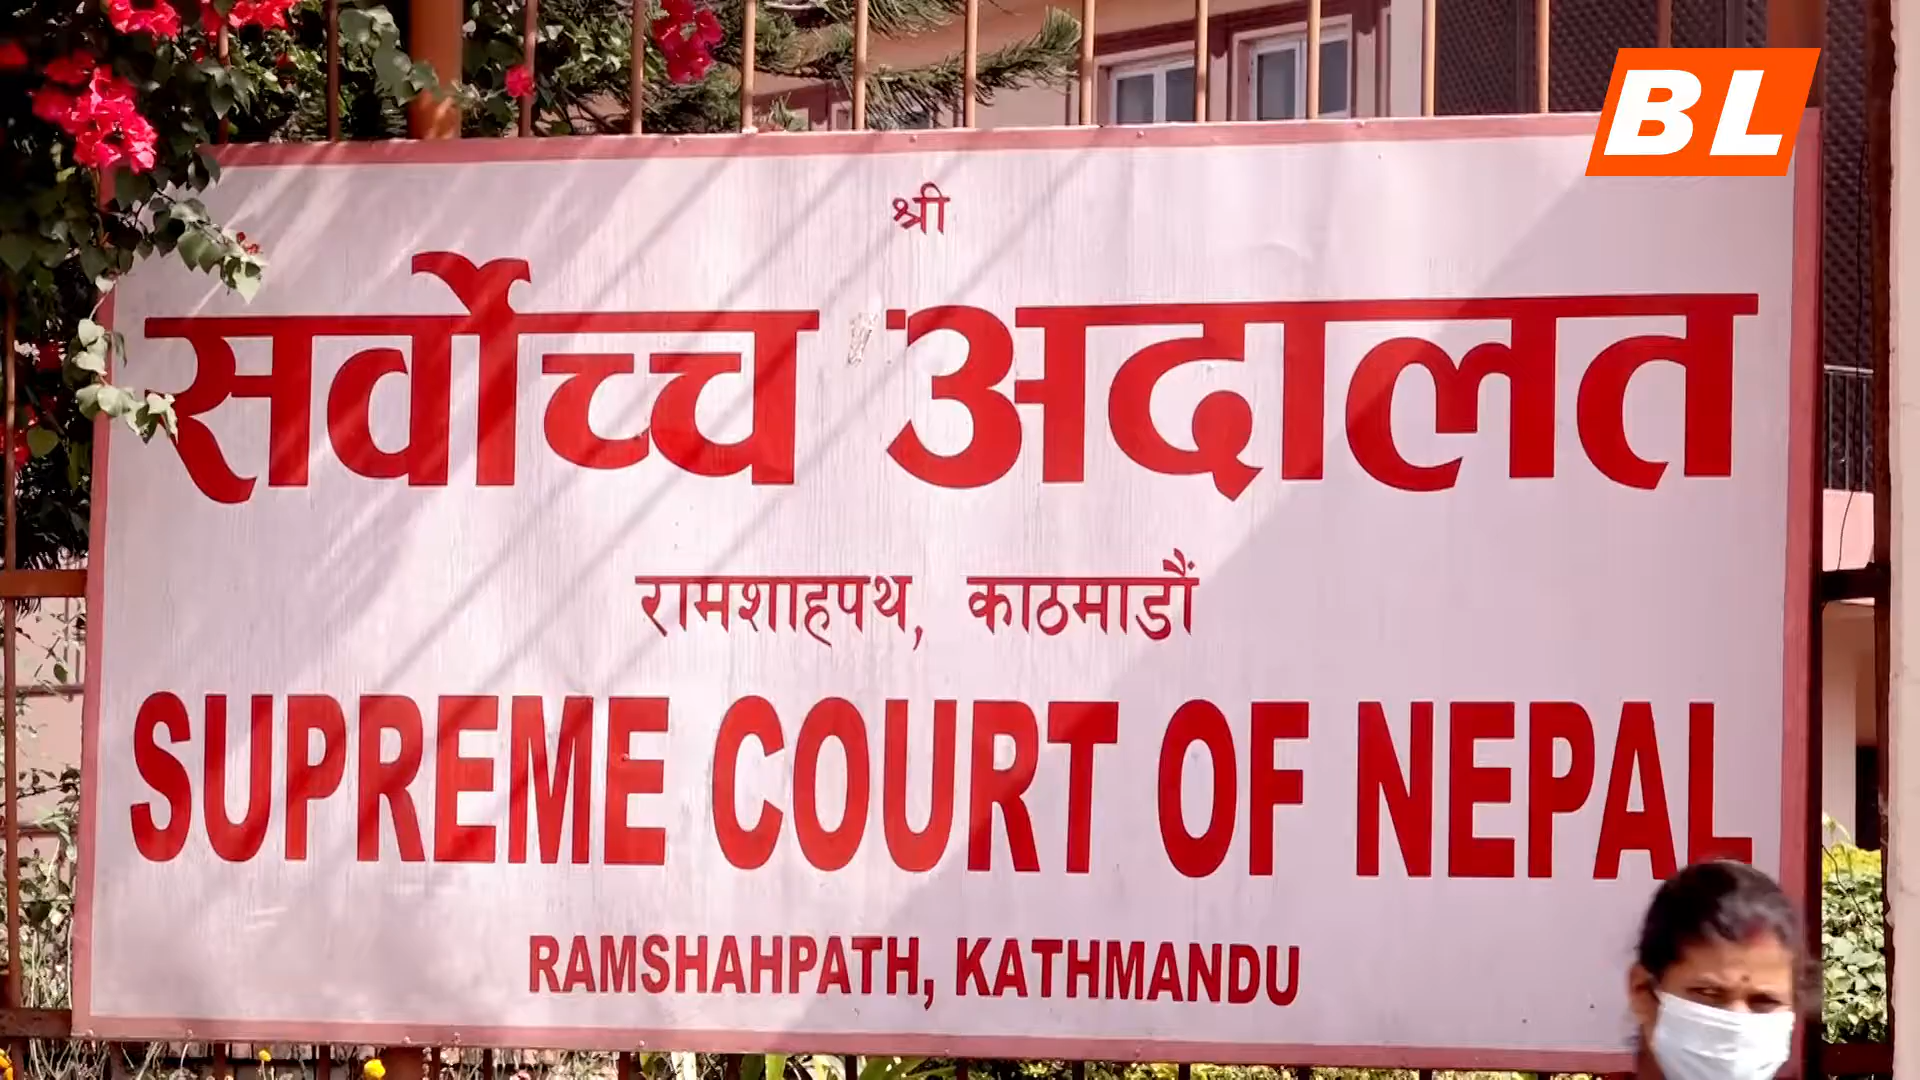 BL
श्री
सर्वोच्च अदालत
रामशाहपथ, काठमाडौं
SUPREME COURT OF NEPAL
RAMSHAHPATH, KATHMANDU